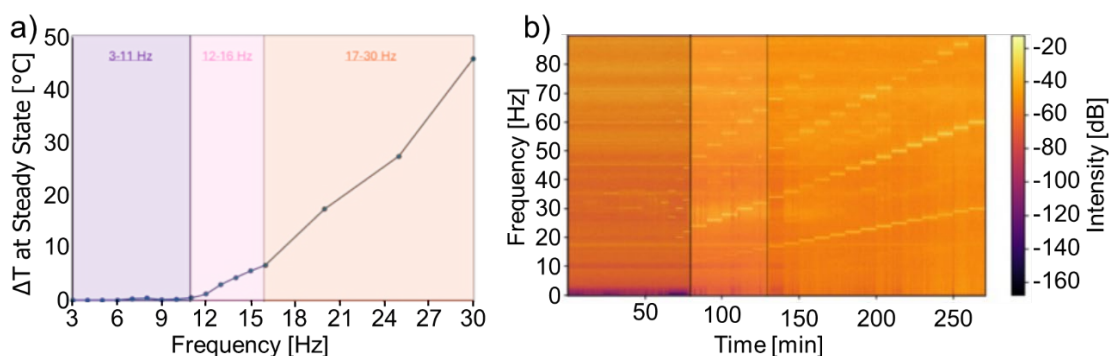 a)
ΔT at Steady State [°C]
50
40
30
20
10
0
3-11 Hz
12-16 Hz
17-30 Hz
3 6 9 12 15 18 21 24 27 30
Frequency [Hz]
b)
Frequency [Hz]
80
70
60
50
40
30
20
10
0
50 100 150 200 250
Time [min]
-20
-40
-60
-80
-100
-120
-140
-160
Intensity [dB]